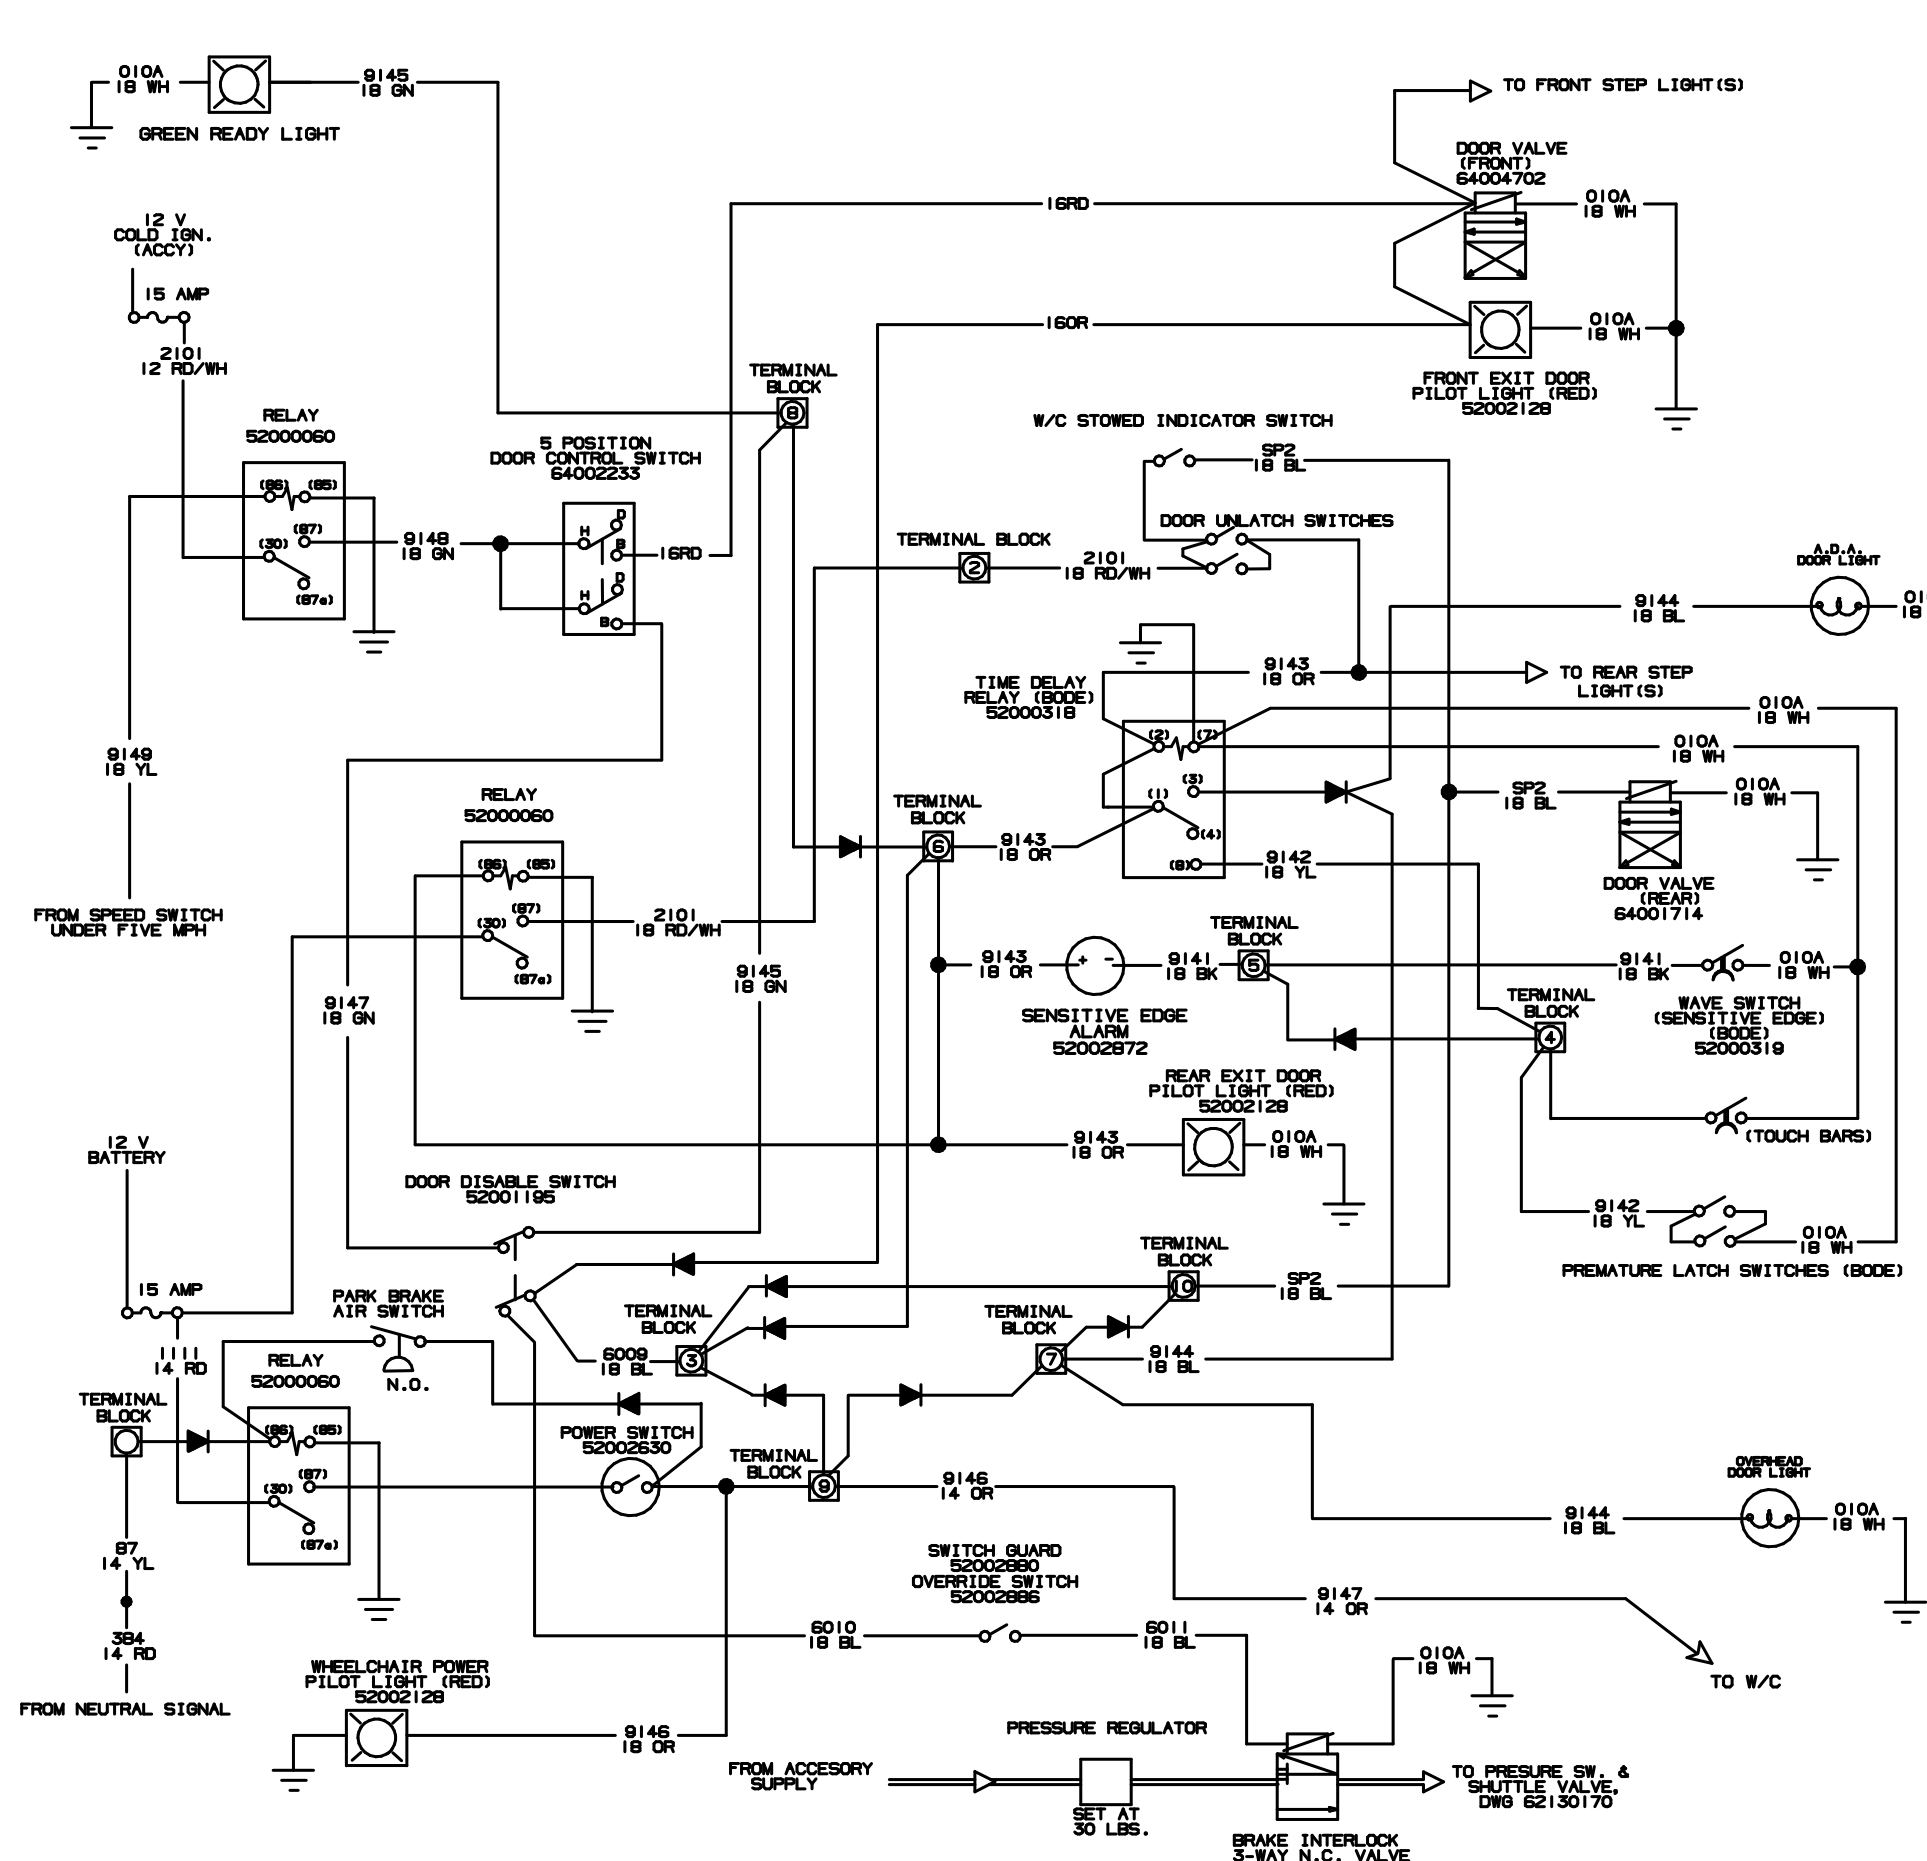 010A
18 WH
9145
18 GN
GREEN READY LIGHT
TO FRONT STEP LIGHT(S)
DOOR VALVE
(FRONT)
64004702
16RD
010A
18 WH
12 V
COLD IGN.
(ACCY)
15 AMP
2101
12 RD/WH
160R
010A
18 WH
FRONT EXIT DOOR
PILOT LIGHT (RED)
52002128
TERMINAL
BLOCK
8
RELAY
52000060
(86)
(85)
(87)
(30)
(87a)
9148
18 GN
5 POSITION
DOOR CONTROL SWITCH
64002233
H
D
B
16RD
H
D
B
W/C STOWED INDICATOR SWITCH
SP2
18 BL
DOOR UNLATCH SWITCHES
TERMINAL BLOCK
2
2101
18 RD/WH
A.D.A.
DOOR LIGHT
9144
18 BL
01
18
9143
18 OR
TO REAR STEP
LIGHT(S)
TIME DELAY
RELAY (BODE)
52000318
(2)
(7)
(3)
(1)
(4)
(8)
010A
18 WH
010A
18 WH
9149
18 YL
FROM SPEED SWITCH
UNDER FIVE MPH
RELAY
52000060
(86)
(85)
(87)
(30)
(87a)
2101
18 RD/WH
TERMINAL
BLOCK
6
9143
18 OR
9142
18 YL
SP2
18 BL
010A
18 WH
DOOR VALVE
(REAR)
64001714
9147
18 GN
9145
18 GN
9143
18 OR
+ -
SENSITIVE EDGE
ALARM
52002872
9141
18 BK
TERMINAL
BLOCK
5
9141
18 BK
010A
18 WH
WAVE SWITCH
(SENSITIVE EDGE)
(BODE)
52000319
TERMINAL
BLOCK
4
REAR EXIT DOOR
PILOT LIGHT (RED)
52002128
9143
18 OR
010A
18 WH
(TOUCH BARS)
12 V
BATTERY
DOOR DISABLE SWITCH
52001195
9142
18 YL
010A
18 WH
PREMATURE LATCH SWITCHES (BODE)
15 AMP
1111
14 RD
PARK BRAKE
AIR SWITCH
N.O.
TERMINAL
BLOCK
10
SP2
18 BL
TERMINAL
BLOCK
3
6009
18 BL
TERMINAL
BLOCK
7
9144
18 BL
TERMINAL
BLOCK
RELAY
52000060
(86)
(85)
(87)
(30)
(87a)
POWER SWITCH
52002630
TERMINAL
BLOCK
9
9146
14 OR
OVERHEAD
DOOR LIGHT
9144
18 BL
010A
18 WH
87
14 YL
384
14 RD
FROM NEUTRAL SIGNAL
SWITCH GUARD
52002880
OVERRIDE SWITCH
52002886
9147
14 OR
TO W/C
6010
18 BL
6011
18 BL
010A
18 WH
WHEELCHAIR POWER
PILOT LIGHT (RED)
52002128
9146
18 OR
PRESSURE REGULATOR
FROM ACCESORY
SUPPLY
SET AT
30 LBS.
TO PRESURE SW. &
SHUTTLE VALVE,
DWG 62130170
BRAKE INTERLOCK
3-WAY N.C. VALVE